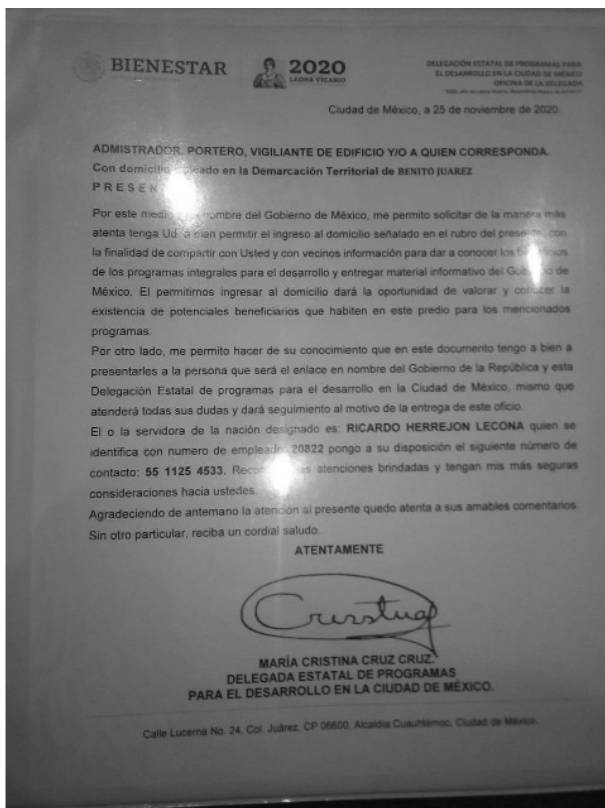 BIENESTAR
2020
LEONA VICARIO
DELEGACIÓN ESTATAL DE PROGRAMAS PARA
EL DESARROLLO EN LA CIUDAD DE MÉXICO
OFICINA DE LA DELEGADA
Ciudad de México, a 25 de noviembre de 2020.
ADMISTRADOR, PORTERO, VIGILANTE DE EDIFICIO Y/O A QUIEN CORRESPONDA.
Con domicilio en la Demarcación Territorial de BENITO JUAREZ
P R E S E N
Por este medio nombre del Gobierno de México, me permito solicitar de la manera más
atenta tenga Ud. a bien permitir el ingreso al domicilio señalado en el rubro del presente, con
la finalidad de compartir con Usted y con vecinos información para dar a conocer los
de los programas integrales para el desarrollo y entregar material informativo del Gobierno de
México. El permitirnos ingresar al domicilio dará la oportunidad de valorar y conocer la
existencia de potenciales beneficiarios que habiten en este predio para los mencionados
programas.
Por otro lado, me permito hacer de su conocimiento que en este documento tengo a bien a
presentarles a la persona que será el enlace en nombre del Gobierno de la República y esta
Delegación Estatal de programas para el desarrollo en la Ciudad de México, mismo que
atenderá todas sus dudas y dará seguimiento al motivo de la entrega de este oficio.
El o la servidora de la nación designado es: RICARDO HERREJON LECONA quien se
identifica con numero de empleado 20822 pongo a su disposición el siguiente número de
contacto: 55 1125 4533. atenciones brindadas y tengan mis más seguras
consideraciones hacia ustedes.
Agradeciendo de antemano la atención al presente quedo atenta a sus amables comentarios.
Sin otro particular, reciba un cordial saludo.
ATENTAMENTE
MARÍA CRISTINA CRUZ CRUZ.
DELEGADA ESTATAL DE PROGRAMAS
PARA EL DESARROLLO EN LA CIUDAD DE MÉXICO.
Calle Lucerna No. 24, Col. Juárez, CP 06600, Alcaldía Cuauhtémoc, Ciudad de México.